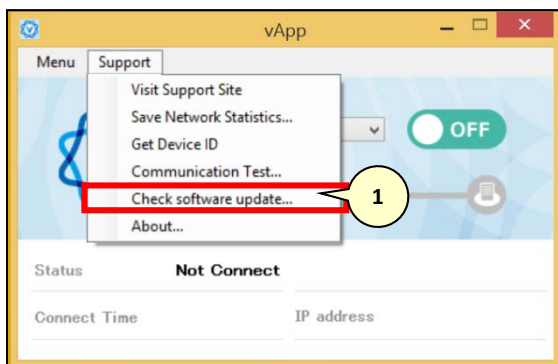 vApp
Menu Support
Visit Support Site
Save Network Statistics...
Get Device ID
Communication Test...
Check software update...
About...
1
OFF
Status Not Connect
Connect Time IP address